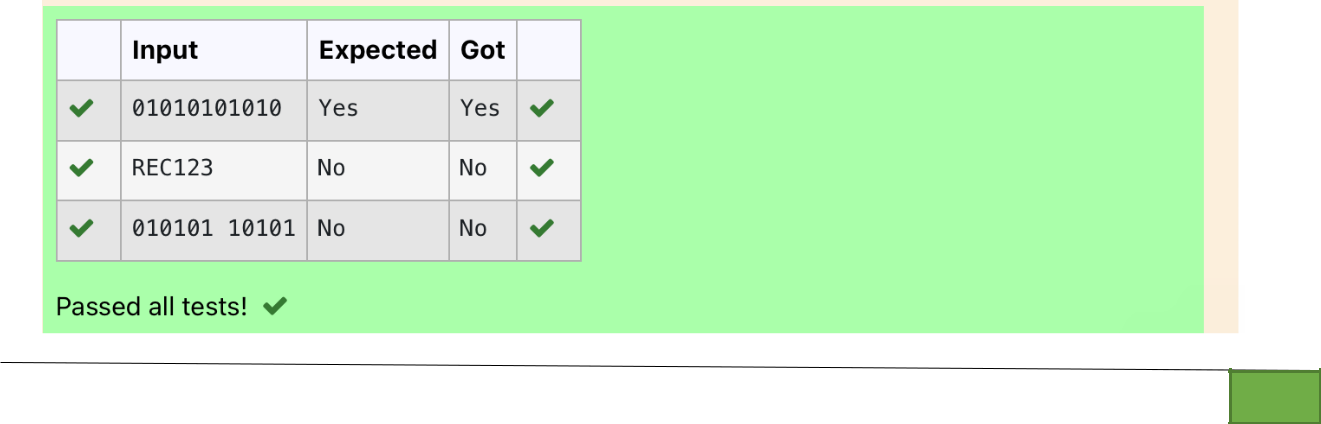 Input Expected Got
01010101010 Yes Yes
REC123 No No
010101 10101 No No
Passed all tests!